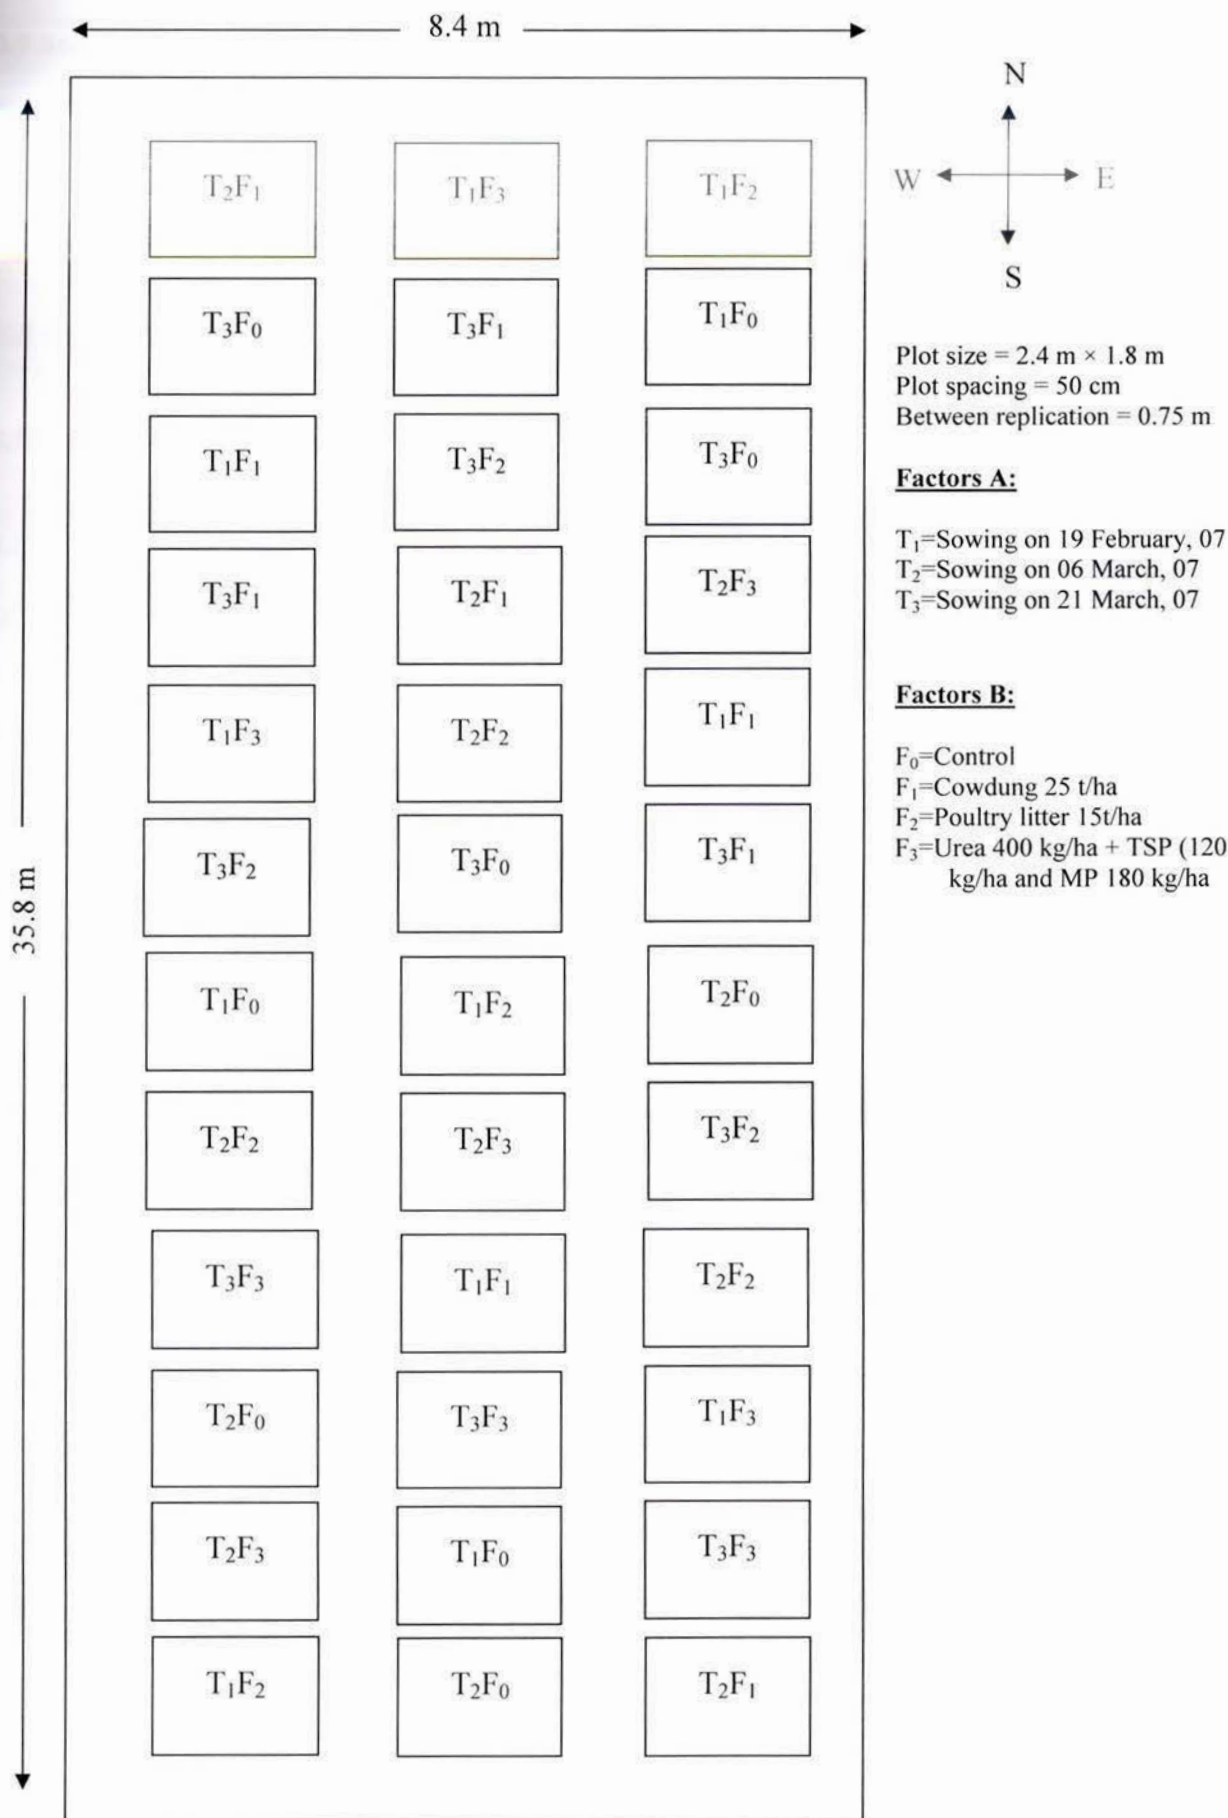 8.4 m
N
W E
S
35.8 m
T₂F₁ T₁F₃ T₁F₂
T₃F₀ T₃F₁ T₁F₀
T₁F₁ T₃F₂ T₃F₀
T₃F₁ T₂F₁ T₂F₃
T₁F₃ T₂F₂ T₁F₁
T₃F₂ T₃F₀ T₃F₁
T₁F₀ T₁F₂ T₂F₀
T₂F₂ T₂F₃ T₃F₂
T₃F₃ T₁F₁ T₂F₂
T₂F₀ T₃F₃ T₁F₃
T₂F₃ T₁F₀ T₃F₃
T₁F₂ T₂F₀ T₂F₁
Plot size = 2.4 m × 1.8 m
Plot spacing = 50 cm
Between replication = 0.75 m
Factors A:
T₁=Sowing on 19 February, 07
T₂=Sowing on 06 March, 07
T₃=Sowing on 21 March, 07
Factors B:
F₀=Control
F₁=Cowdung 25 t/ha
F₂=Poultry litter 15t/ha
F₃=Urea 400 kg/ha + TSP (120
kg/ha and MP 180 kg/ha